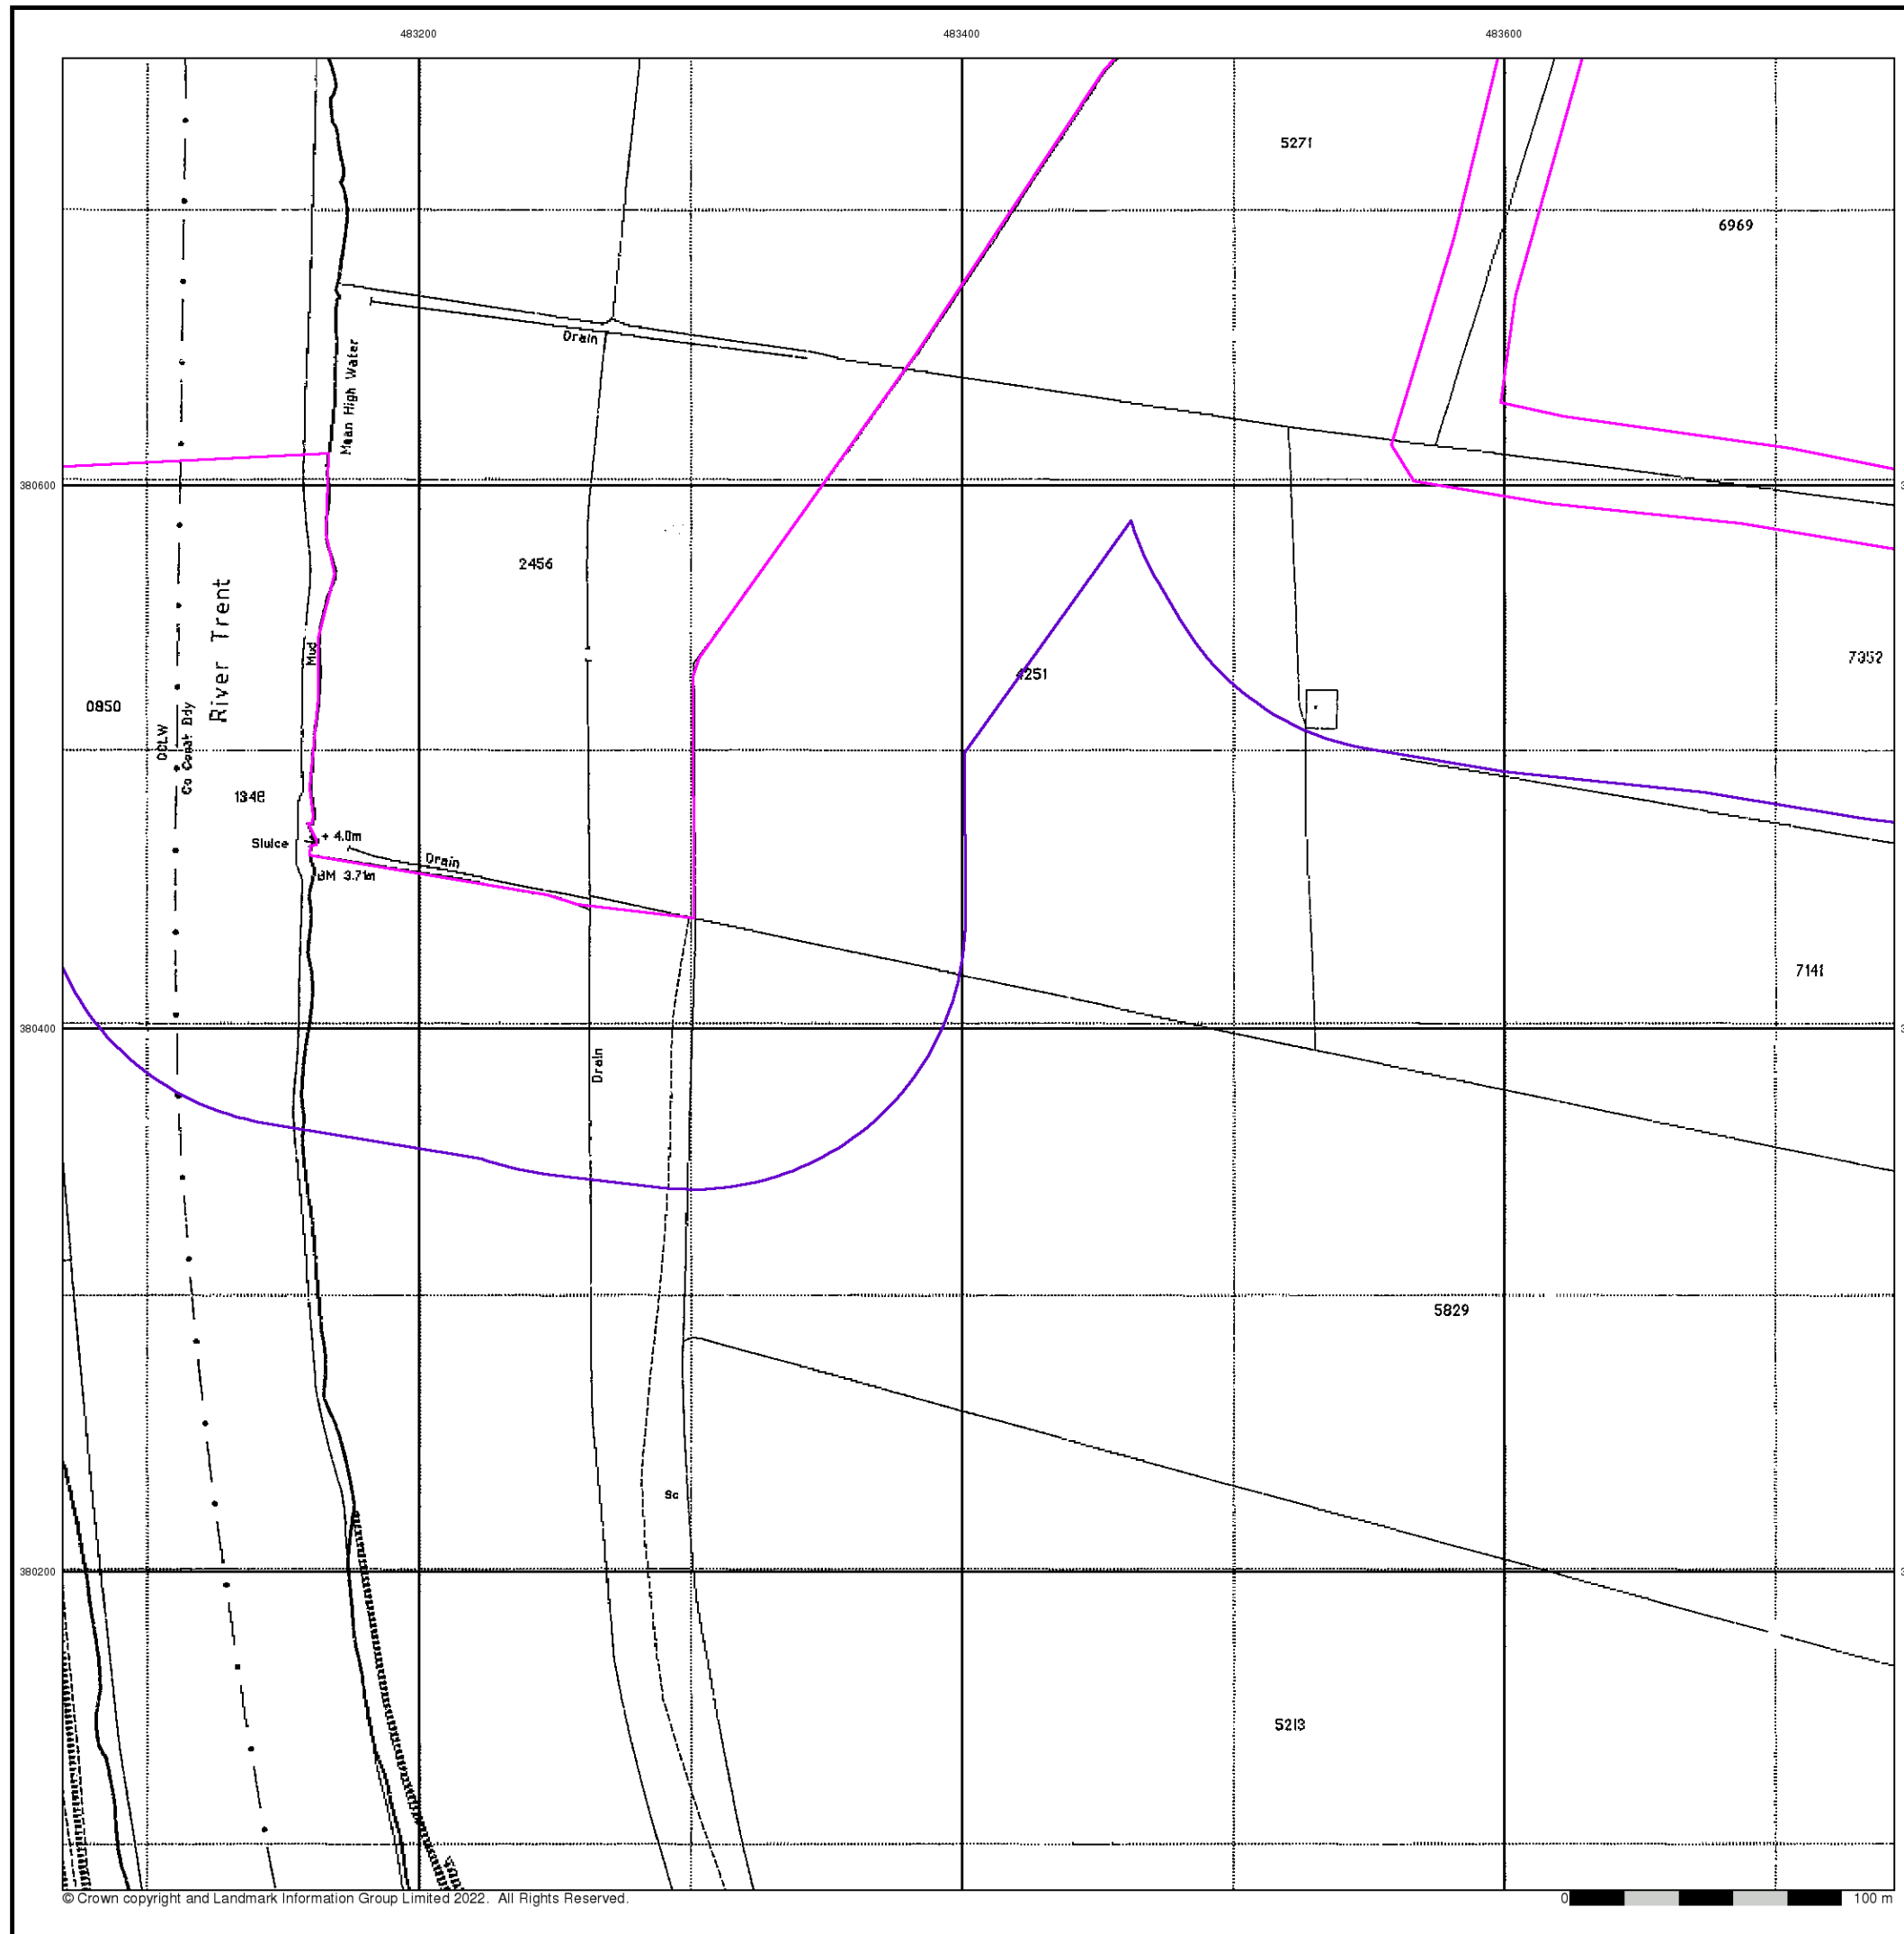 483200
483400
483600
5271
6969
Drain
Mean High Water
380600
2456
River Trent
Mud
4251
7352
0850
CCLW
Co Const Bdy
1348
Sluice
+ 4.0m
Drain
BM 3.71m
7141
380400
Drain
5829
Sc
380200
5213
© Crown copyright and Landmark Information Group Limited 2022. All Rights Reserved.
0
100 m